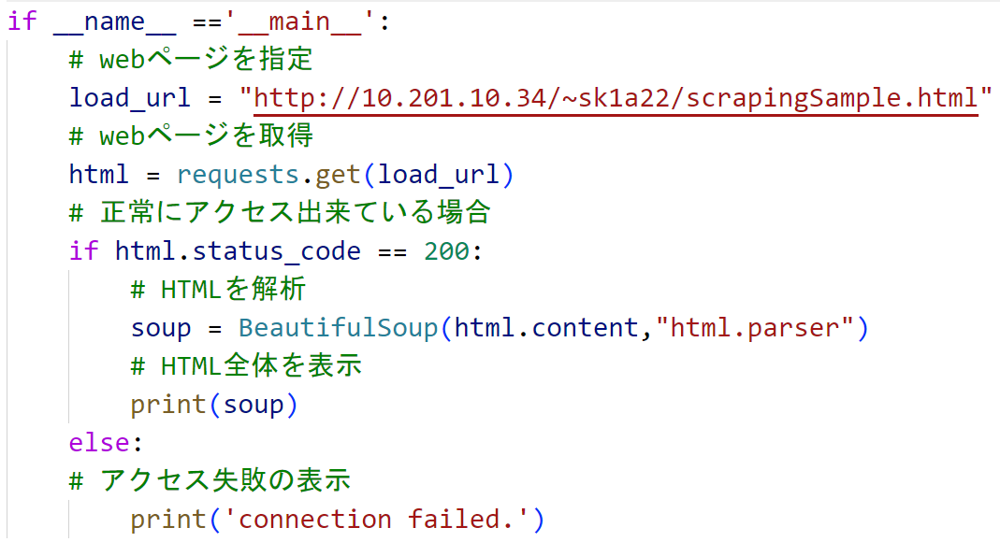 if __name__ =='__main__':
    # webページを指定
    load_url = "http://10.201.10.34/~sk1a22/scrapingSample.html"
    # webページを取得
    html = requests.get(load_url)
    # 正常にアクセス出来ている場合
    if html.status_code == 200:
        # HTMLを解析
        soup = BeautifulSoup(html.content,"html.parser")
        # HTML全体を表示
        print(soup)
    else:
    # アクセス失敗の表示
        print('connection failed.')